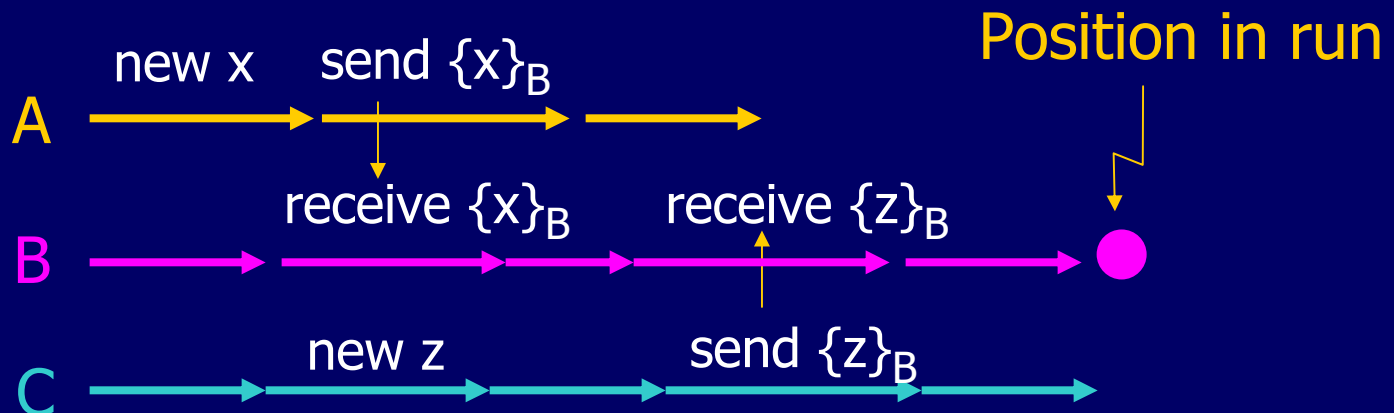 Position in run
new x send {x}B
A
receive {x}B receive {z}B
B
new z send {z}B
C